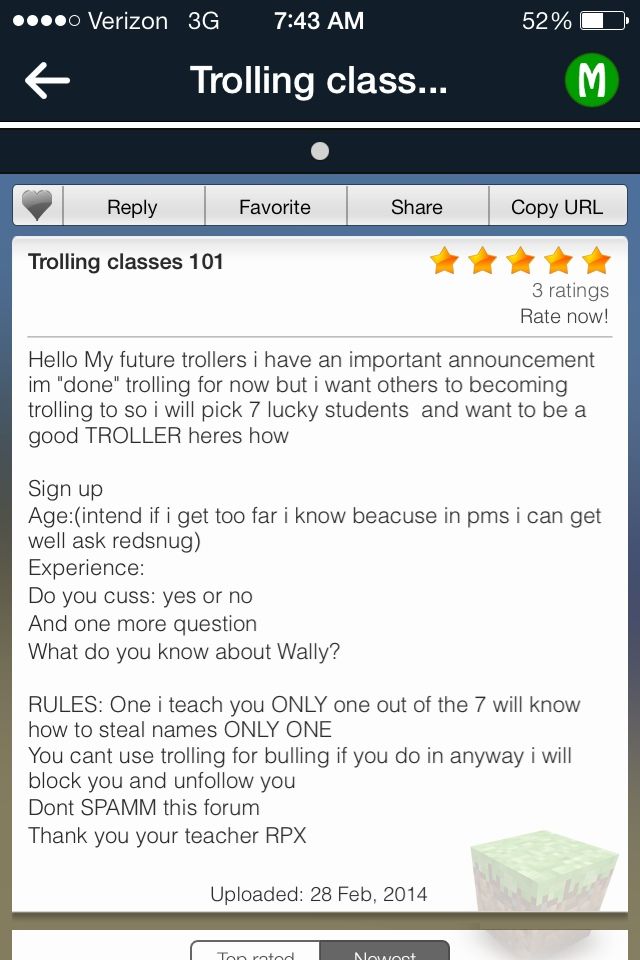 Verizon 3G 7:43 AM 52%
Trolling class... M
Reply Favorite Share Copy URL
Trolling classes 101
3 ratings
Rate now!
Hello My future trollers i have an important announcement
im "done" trolling for now but i want others to becoming
trolling to so i will pick 7 lucky students  and want to be a
good TROLLER heres how
Sign up
Age:(intend if i get too far i know beacuse in pms i can get
well ask redsnug)
Experience:
Do you cuss: yes or no
And one more question
What do you know about Wally?
RULES: One i teach you ONLY one out of the 7 will know
how to steal names ONLY ONE
You cant use trolling for bulling if you do in anyway i will
block you and unfollow you
Dont SPAMM this forum
Thank you your teacher RPX
Uploaded: 28 Feb, 2014
Top rated Newest